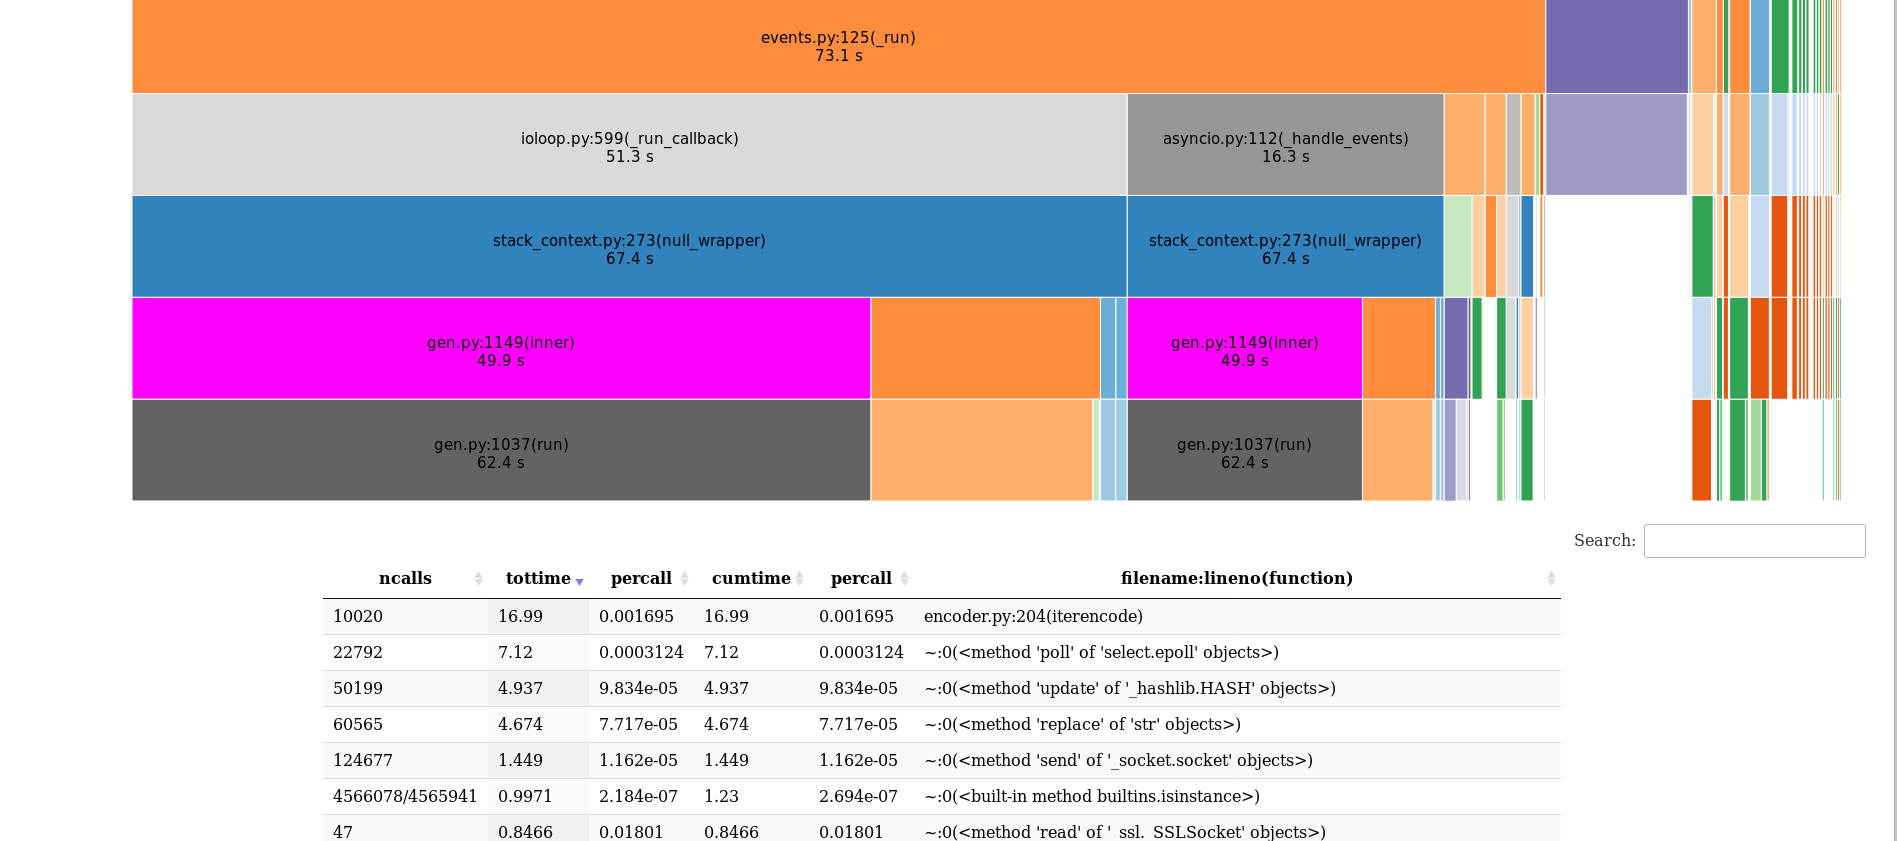 events.py:125(_run)
73.1 s
ioloop.py:599(_run_callback)
51.3 s
asyncio.py:112(_handle_events)
16.3 s
stack_context.py:273(null_wrapper)
67.4 s
stack_context.py:273(null_wrapper)
67.4 s
gen.py:1149(inner)
49.9 s
gen.py:1149(inner)
49.9 s
gen.py:1037(run)
62.4 s
gen.py:1037(run)
62.4 s
Search:
ncalls tottime percall cumtime percall filename:lineno(function)
10020 16.99 0.001695 16.99 0.001695 encoder.py:204(iterencode)
22792 7.12 0.0003124 7.12 0.0003124 ~:0(<method 'poll' of 'select.epoll' objects>)
50199 4.937 9.834e-05 4.937 9.834e-05 ~:0(<method 'update' of '_hashlib.HASH' objects>)
60565 4.674 7.717e-05 4.674 7.717e-05 ~:0(<method 'replace' of 'str' objects>)
124677 1.449 1.162e-05 1.449 1.162e-05 ~:0(<method 'send' of '_socket.socket' objects>)
4566078/4565941 0.9971 2.184e-07 1.23 2.694e-07 ~:0(<built-in method builtins.isinstance>)
47 0.8466 0.01801 0.8466 0.01801 ~:0(<method 'read' of '_ssl._SSLSocket' objects>)